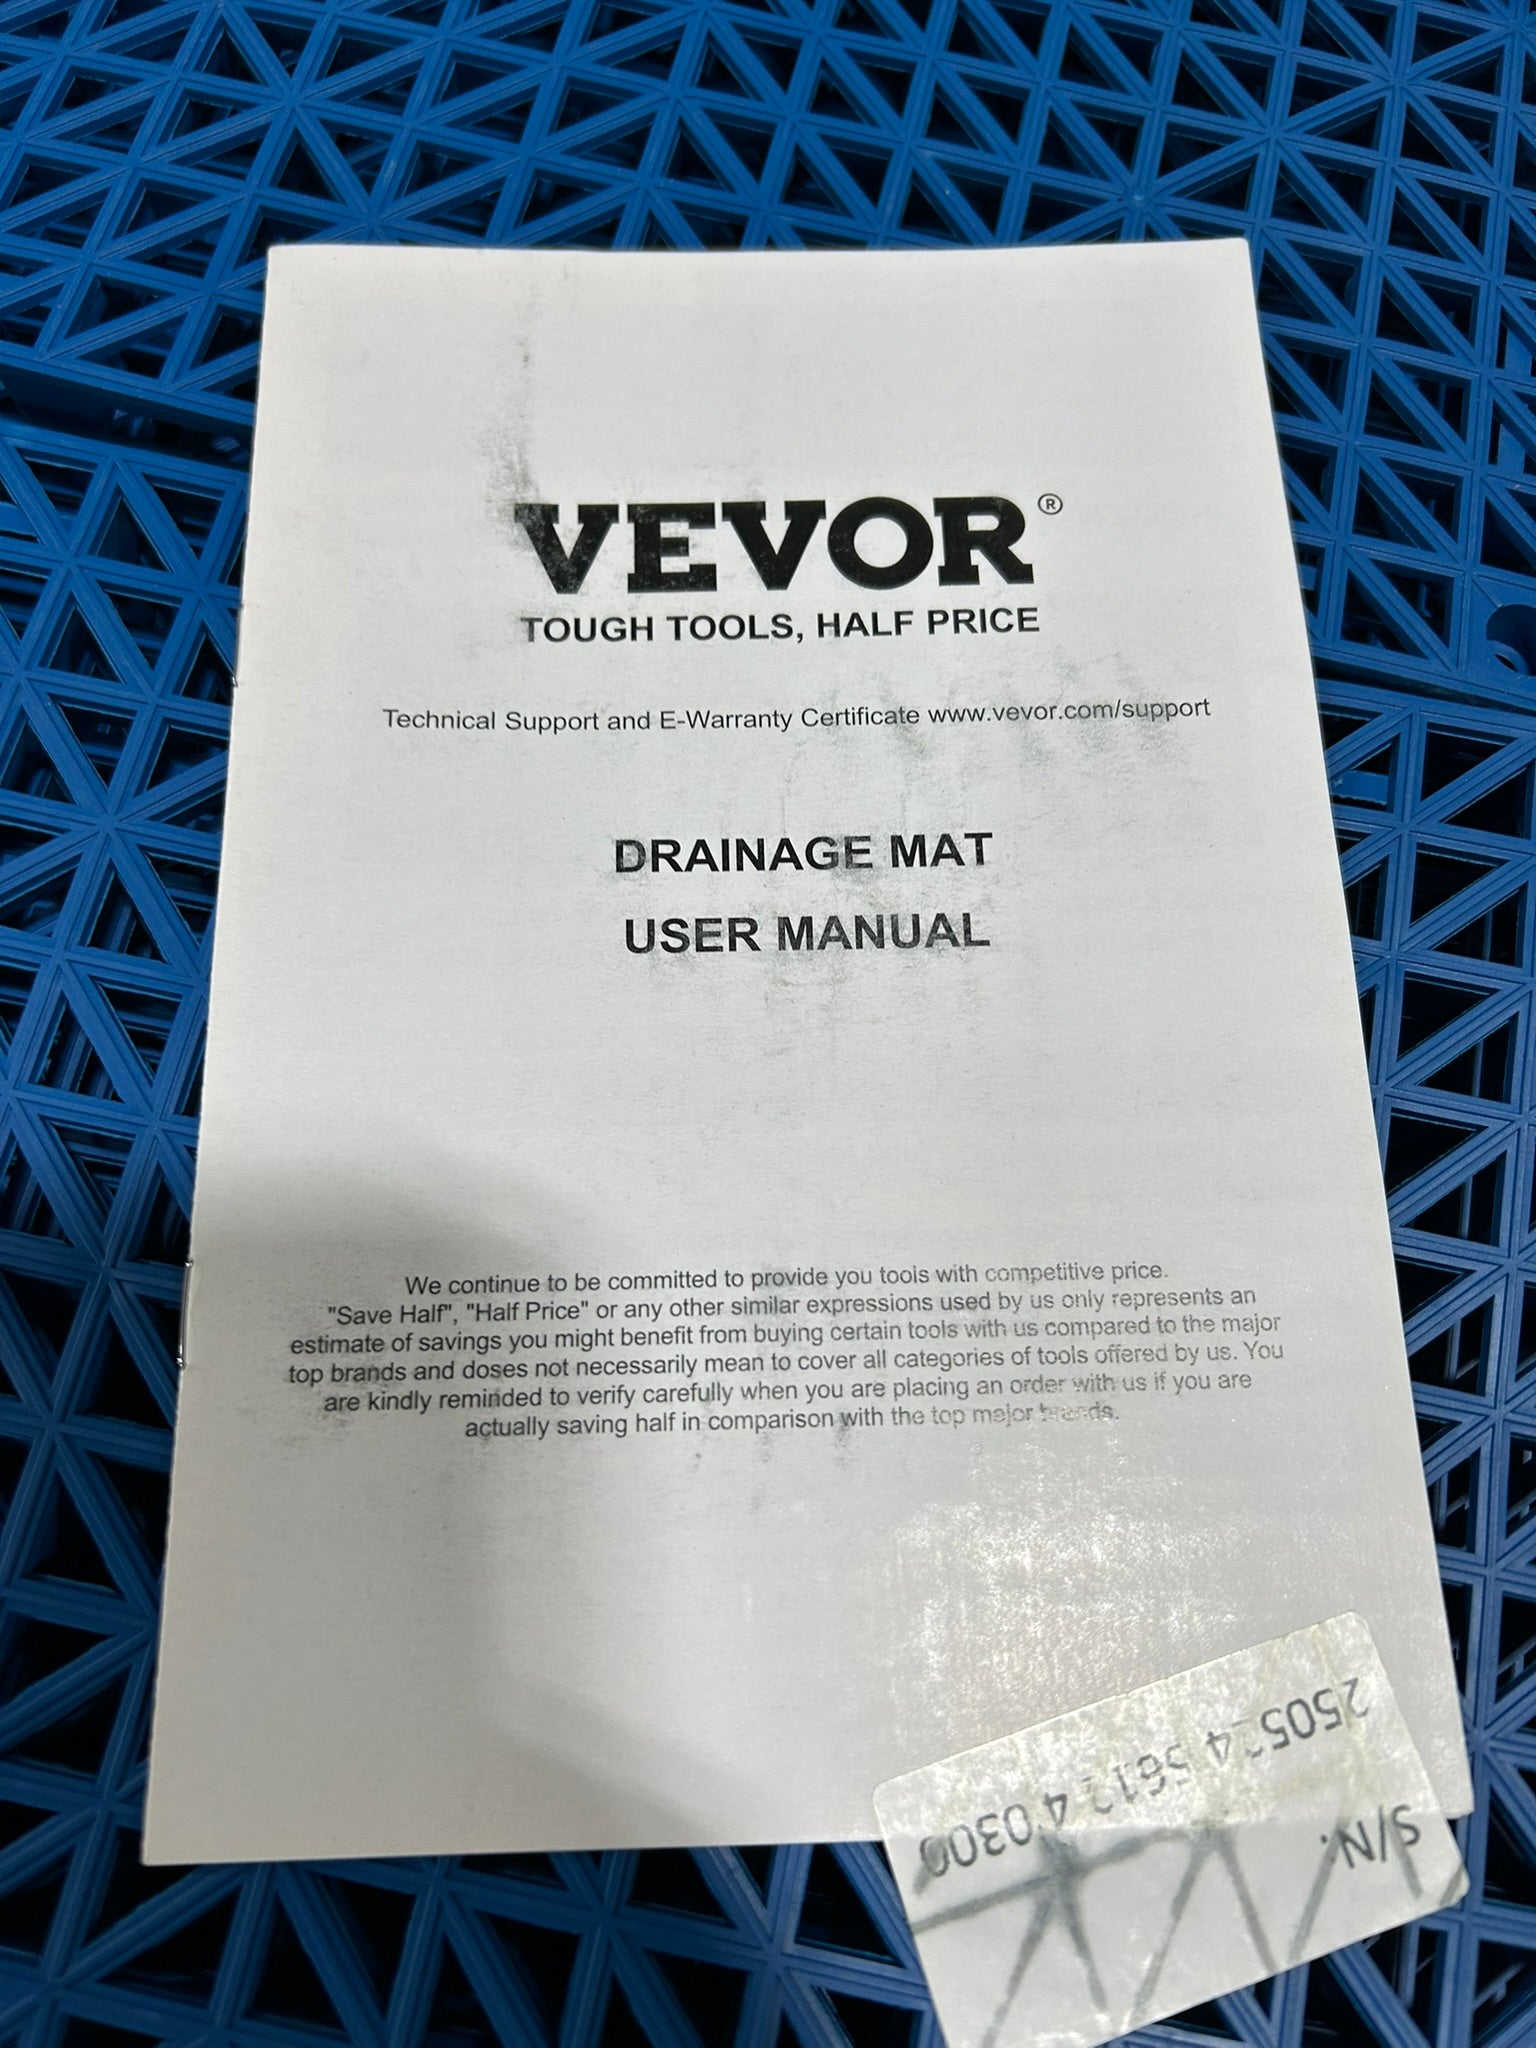 VEVOR®
TOUGH TOOLS, HALF PRICE
Technical Support and E-Warranty Certificate www.vevor.com/support
DRAINAGE MAT
USER MANUAL
We continue to be committed to provide you tools with competitive price.
"Save Half", "Half Price" or any other similar expressions used by us only represents an
estimate of savings you might benefit from buying certain tools with us compared to the major
top brands and doses not necessarily mean to cover all categories of tools offered by us. You
are kindly reminded to verify carefully when you are placing an order with us if you are
actually saving half in comparison with the top major brands.
S/N: